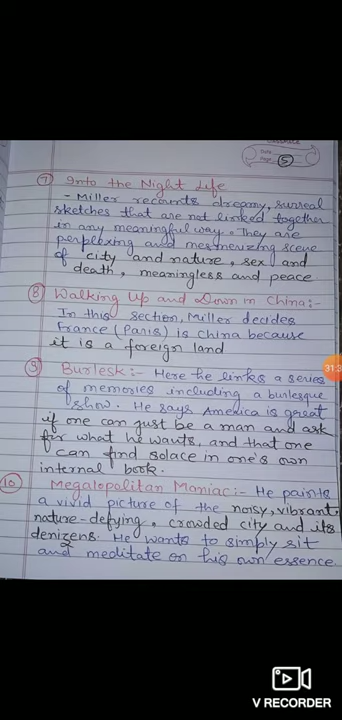 CLASSMATE
Date
Page 5
7 Into the Night Life
- Miller recounts dreamy, surreal
sketches that are not linked together
in any meaningful way. They are
perplexing and mesmerizing scene
of city and nature, sex and
death, meaningless and peace
8 Walking Up and Down in China:-
In this section, Miller decides
France (Paris) is china because
it is a foreign land
9 Burlesk:- Here he links a series
of memories including a burlesque
show. He says America is great
if one can just be a man and ask
for what he wants, and that one
can find solace in one's own
internal book.
10 Megalopolitan Maniac:- He paints
a vivid picture of the noisy, vibrant,
nature-defying, crowded city and its
denizens. He wants to simply sit
and meditate on his own essence.
31:3
V RECORDER